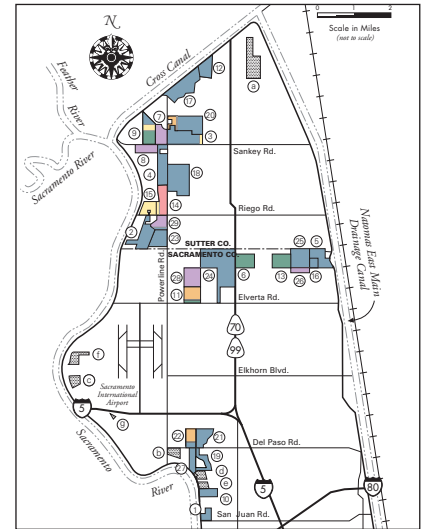 N
0 1 2
Scale in Miles
(not to scale)
Cross Canal
Feather
River
Sacramento River
12
a
17
7
20
9
3
8
Sankey Rd.
4
18
15
14
Riego Rd.
29
2
23
SUTTER CO.
SACRAMENTO CO.
25
5
Natomas East Main
Drainage Canal
Powerline Rd.
28
24
6
13
26
16
11
Elverta Rd.
70
99
f
c
Elkhorn Blvd.
Sacramento
International
Airport
5
g
22
21
Del Paso Rd.
b
19
27
d
e
Sacramento
River
10
5
80
1
San Juan Rd.